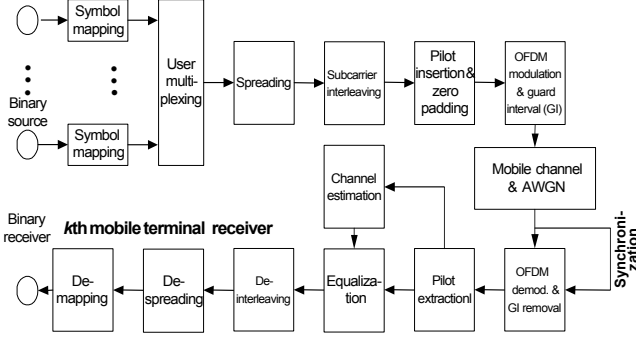 Symbol
mapping
Binary
source
Symbol
mapping
User
multi-
plexing
Spreading
Subcarrier
interleaving
Pilot
insertion &
zero
padding
OFDM
modulation
& guard
interval (GI)
Mobile channel
& AWGN
Synchroni-
zation
Channel
estimation
Binary
receiver
kth mobile terminal receiver
De-
mapping
De-
spreading
De-
interleaving
Equaliza-
tion
Pilot
extractionl
OFDM
demod. &
GI removal